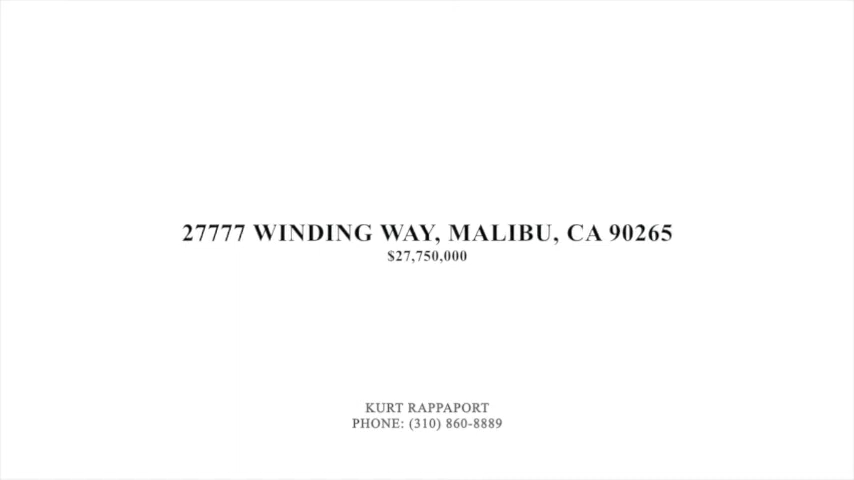 27777 WINDING WAY, MALIBU, CA 90265
$27,750,000
KURT RAPPAPORT
PHONE: (310) 860-8889